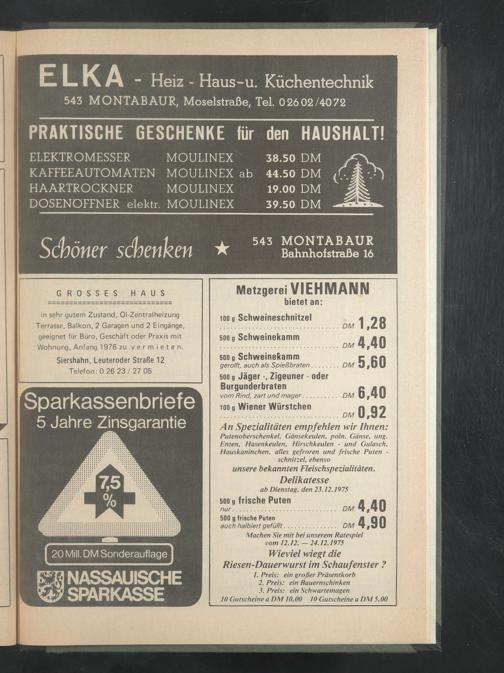 ELKA - Heiz - Haus-u. Küchentechnik
543 MONTABAUR, Moselstraße, Tel. 02602/4072
PRAKTISCHE GESCHENKE für den HAUSHALT!
ELEKTROMESSER MOULINEX 38.50 DM
KAFFEEAUTOMATEN MOULINEX ab 44.50 DM
HAARTROCKNER MOULINEX 19.00 DM
DOSENOFFNER elektr. MOULINEX 39.50 DM
Schöner schenken ★ 543 MONTABAUR
Bahnhofstraße 16
GROSSES HAUS
in sehr gutem Zustand, Öl-Zentralheizung
Terrasse, Balkon, 2 Garagen und 2 Eingänge,
geeignet für Büro, Geschäft oder Praxis mit
Wohnung, Anfang 1976 zu vermieten.
Siershahn, Leuteroder Straße 12
Telefon: 0 26 23 / 27 05
Sparkassenbriefe
5 Jahre Zinsgarantie
7,5
%
20 Mill. DM Sonderauflage
NASSAUISCHE
SPARKASSE
Metzgerei VIEHMANN
bietet an:
100 g Schweineschnitzel
DM 1,28
500 g Schweinekamm
DM 4,40
500 g Schweinekamm
gerollt, auch als Spießbraten DM 5,60
500 g Jäger-, Zigeuner - oder
Burgunderbraten
vom Rind, zart und mager DM 6,40
100 g Wiener Würstchen
DM 0,92
An Spezialitäten empfehlen wir Ihnen:
Putenoberschenkel, Gänsekeulen, poln. Gänse, ung.
Enten, Hasenkeulen, Hirschkeulen - und Gulasch,
Hauskaninchen, alles gefroren und frische Puten -
schnitzel, ebenso
unsere bekannten Fleischspezialitäten.
Delikatesse
ab Dienstag, den 23.12.1975
500 g frische Puten
nur DM 4,40
500 g frische Puten
auch halbiert gefüllt DM 4,90
Machen Sie mit bei unserem Ratespiel
vom 12.12. — 24.12.1975
Wieviel wiegt die
Riesen-Dauerwurst im Schaufenster ?
1. Preis: ein großer Präsentkorb
2. Preis: ein Bauernschinken
3. Preis: ein Schwartemagen
10 Gutscheine a DM 10,00 10 Gutscheine a DM 5,00